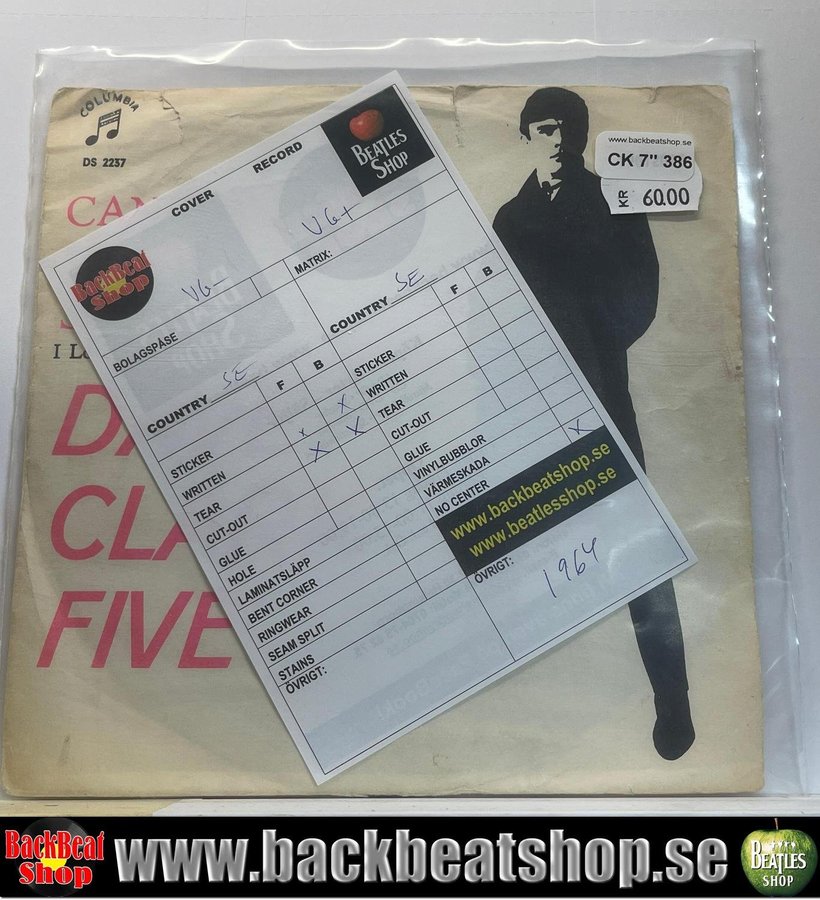 COLUMBIA
DS 2237
www.backbeatshop.se
CK 7" 386
KR 60.00
CAN
I L
DA
CLA
FIVE
COVER RECORD
BEATLES
SHOP
BackBeat
Shop
VG- VG+
BOLAGSPÅSE MATRIX:
COUNTRY SE F B
STICKER
WRITTEN X X
TEAR X X
CUT-OUT
GLUE
HOLE
LAMINATSLÄPP
BENT CORNER
RINGWEAR
SEAM SPLIT
STAINS
ÖVRIGT:
COUNTRY SE F B
STICKER
WRITTEN
TEAR
CUT-OUT
GLUE
VINYLBUBBLOR
VÄRMESKADA
NO CENTER X
www.backbeatshop.se
www.beatlesshop.se
ÖVRIGT:
1964
BackBeat
Shop
www.backbeatshop.se
BEATLES
SHOP